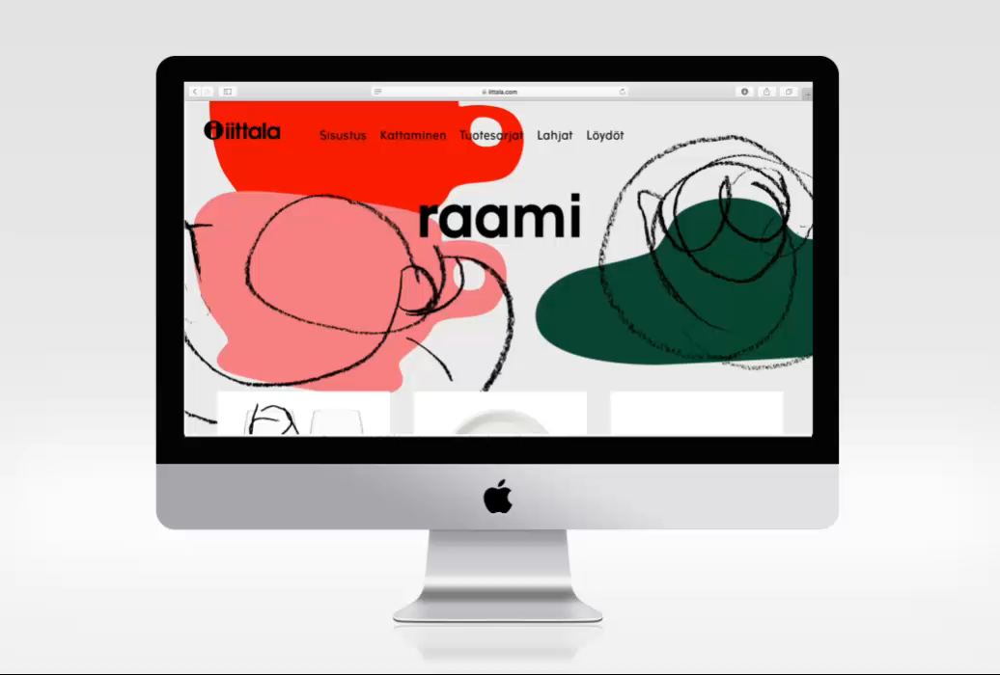 iittala.com
iittala
Sisustus Kattaminen Tuotesarjat Lahjat Löydöt
raami